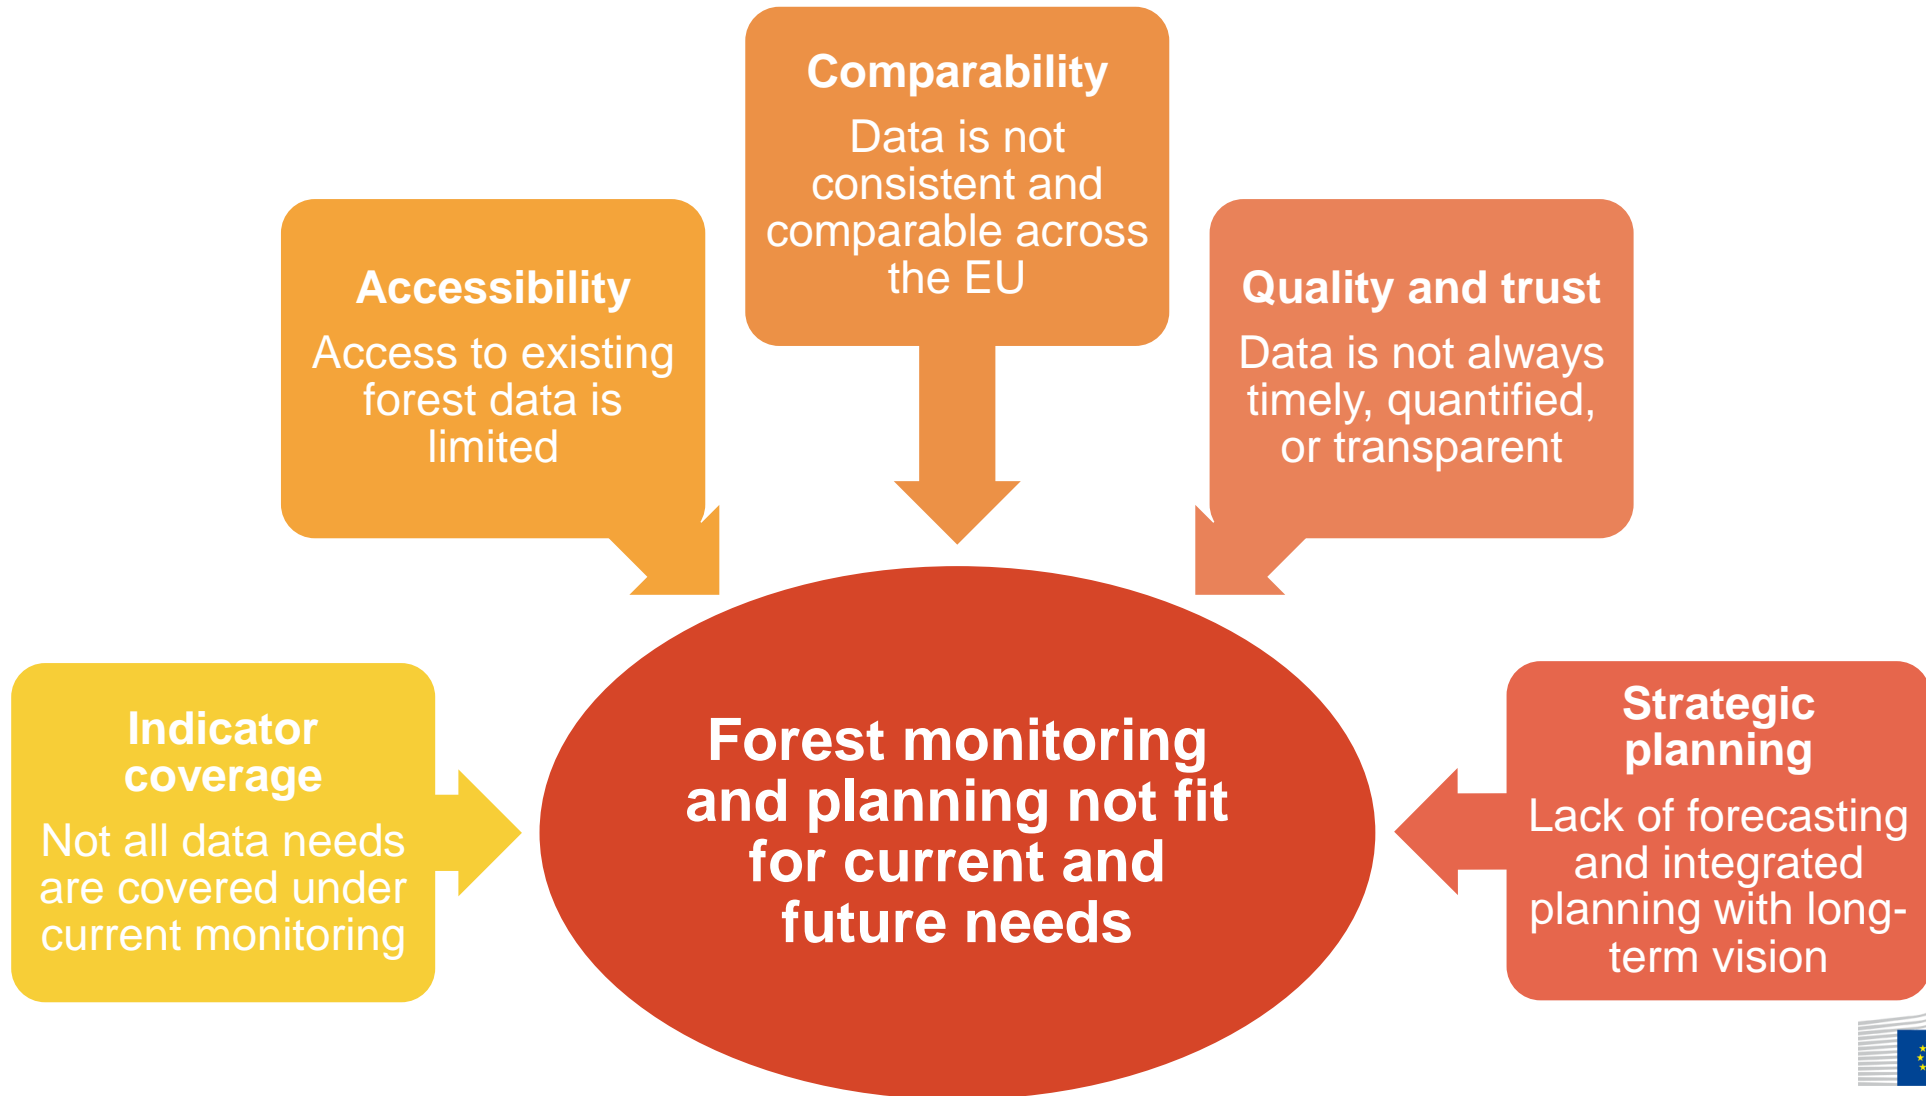 Comparability
Data is not
consistent and
comparable across
the EU
Accessibility
Access to existing
forest data is
limited
Quality and trust
Data is not always
timely, quantified,
or transparent
Indicator
coverage
Not all data needs
are covered under
current monitoring
Forest monitoring
and planning not fit
for current and
future needs
Strategic
planning
Lack of forecasting
and integrated
planning with long-
term vision